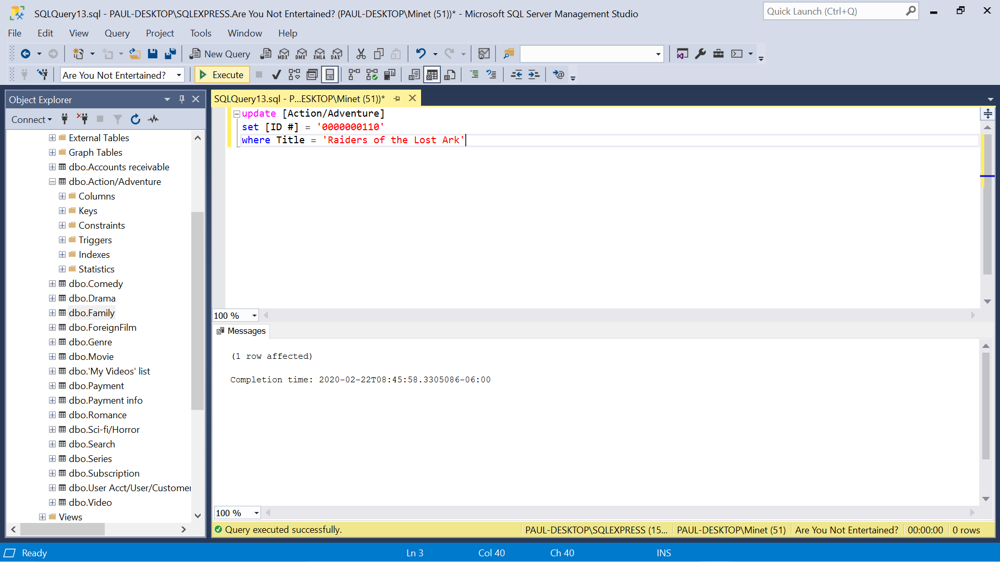 SQLQuery13.sql - PAUL-DESKTOP\SQLEXPRESS.Are You Not Entertained? (PAUL-DESKTOP\Minet (51))* - Microsoft SQL Server Management Studio
Quick Launch (Ctrl+Q)
File Edit View Query Project Tools Window Help
New Query MDX DMX XMLA DAX
Are You Not Entertained? Execute
Object Explorer
Connect
External Tables
Graph Tables
dbo.Accounts receivable
dbo.Action/Adventure
Columns
Keys
Constraints
Triggers
Indexes
Statistics
dbo.Comedy
dbo.Drama
dbo.Family
dbo.ForeignFilm
dbo.Genre
dbo.Movie
dbo.'My Videos' list
dbo.Payment
dbo.Payment info
dbo.Romance
dbo.Sci-fi/Horror
dbo.Search
dbo.Series
dbo.Subscription
dbo.User Acct/User/Customer
dbo.Video
Views
SQLQuery13.sql - P...ESKTOP\Minet (51))*
update [Action/Adventure]
set [ID #] = '0000000110'
where Title = 'Raiders of the Lost Ark'
100 %
Messages
(1 row affected)
Completion time: 2020-02-22T08:45:58.3305086-06:00
100 %
Query executed successfully. PAUL-DESKTOP\SQLEXPRESS (15... PAUL-DESKTOP\Minet (51) Are You Not Entertained? 00:00:00 0 rows
Ready Ln 3 Col 40 Ch 40 INS